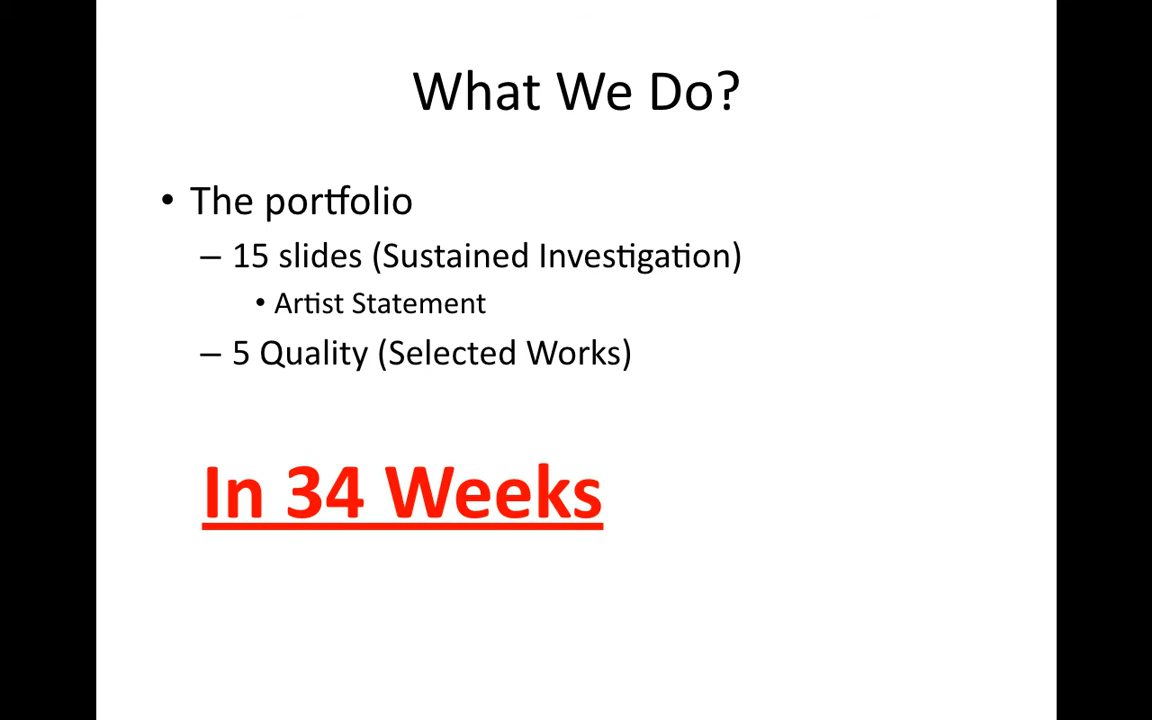 What We Do?
• The portfolio
– 15 slides (Sustained Investigation)
• Artist Statement
– 5 Quality (Selected Works)
In 34 Weeks